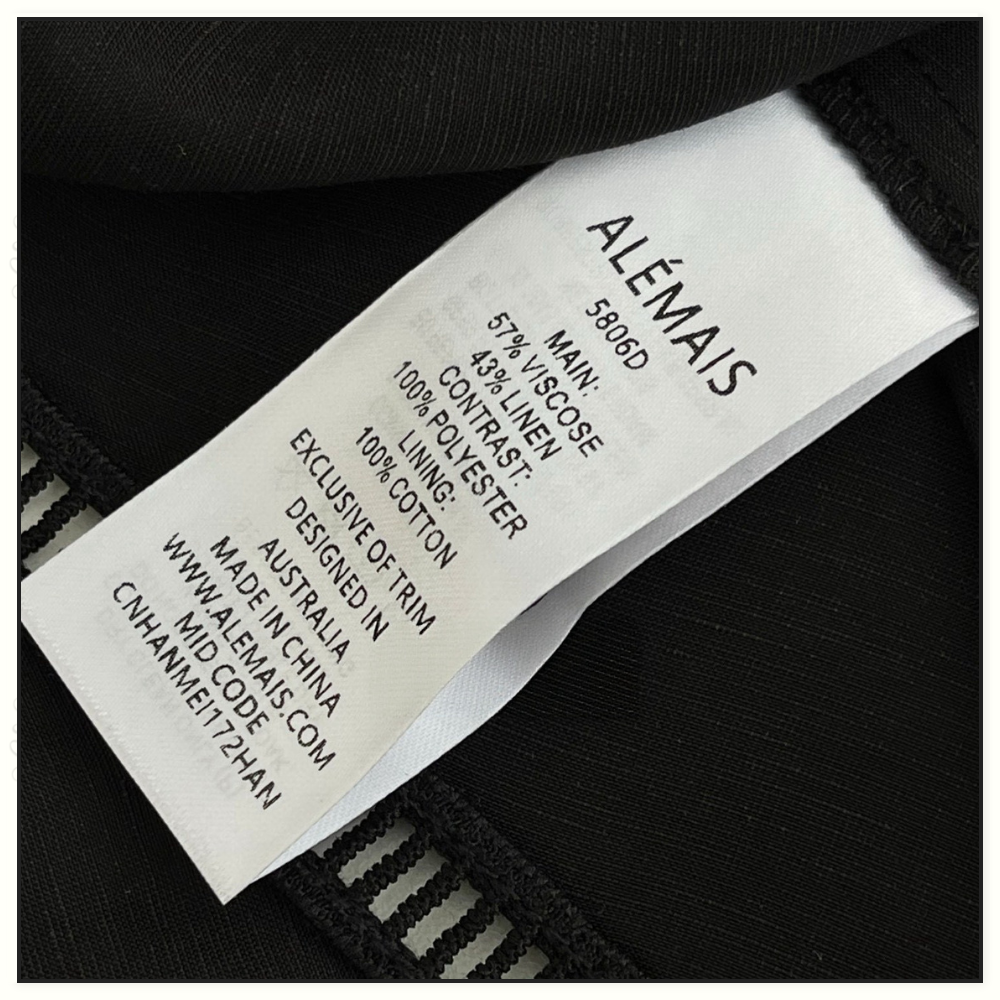 ALÉMAIS
5806D
MAIN:
57% VISCOSE
43% LINEN
CONTRAST:
100% POLYESTER
LINING:
100% COTTON
EXCLUSIVE OF TRIM
DESIGNED IN
AUSTRALIA
MADE IN CHINA
WWW.ALEMAIS.COM
MID CODE
CNHANMEI172HAN